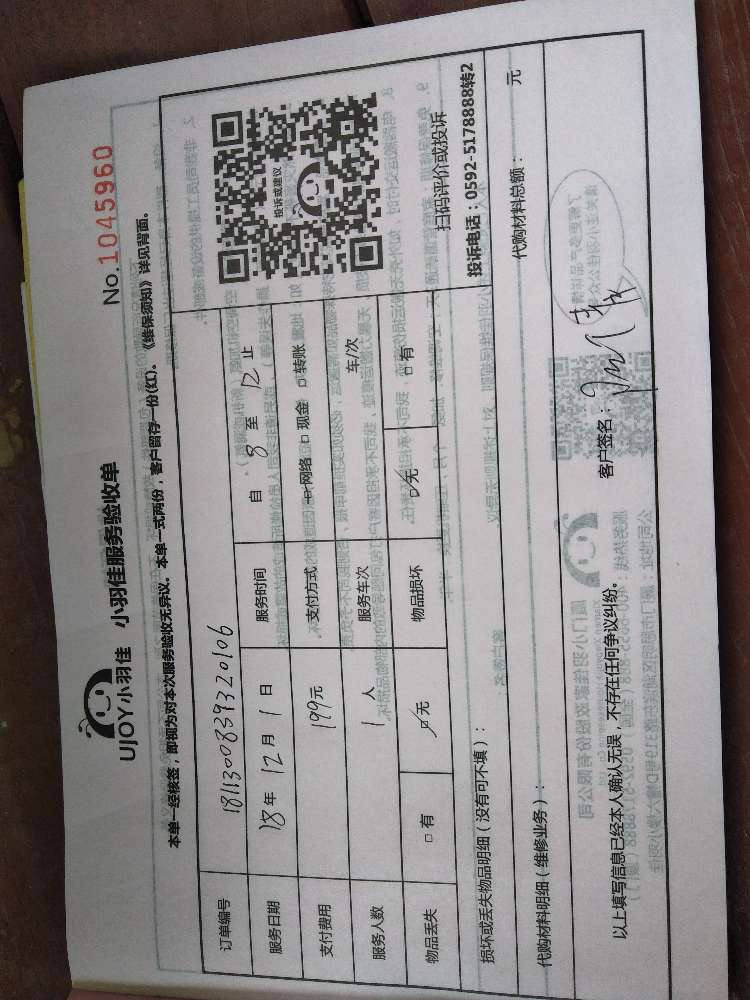 UJOY小羽佳 小羽佳服务验收单
No.1045960
本单一经核签，即视为对本次服务验收无异议。本单一式两份，客户留存一份(红)。《维保须知》详见背面。
订单编号 1811300839320106
服务日期 18年12月1日 服务时间 自 8 至 12 止
支付费用 199元 支付方式 □网络 □现金 □转账
服务人数 1人 服务车次 车/次
物品丢失 □有 □无 物品损坏 □无 □有
投诉或建议
扫码评价或投诉
投诉电话：0592-5178888转2
损坏或丢失物品明细（没有可不填）：
代购材料明细（维修业务）： 代购材料总额： 元
以上填写信息已经本人确认无误，不存在任何争议纠纷。 客户签名：